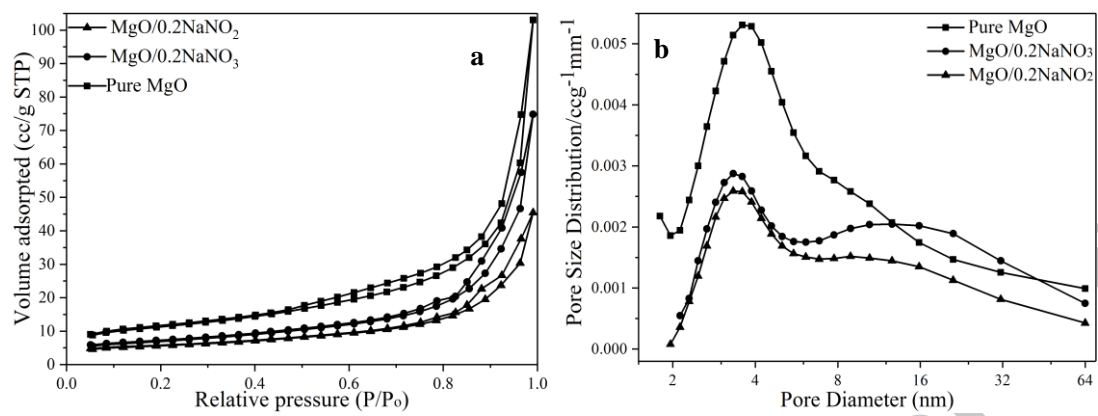 MgO/0.2NaNO₂
MgO/0.2NaNO₃
Pure MgO
a
Volume adsorpted (cc/g STP)
100
90
80
70
60
50
40
30
20
10
0
0.0 0.2 0.4 0.6 0.8 1.0
Relative pressure (P/Po)
Pure MgO
MgO/0.2NaNO₃
MgO/0.2NaNO₂
b
Pore Size Distribution/ccg⁻¹mm⁻¹
0.005
0.004
0.003
0.002
0.001
0.000
2 4 8 16 32 64
Pore Diameter (nm)